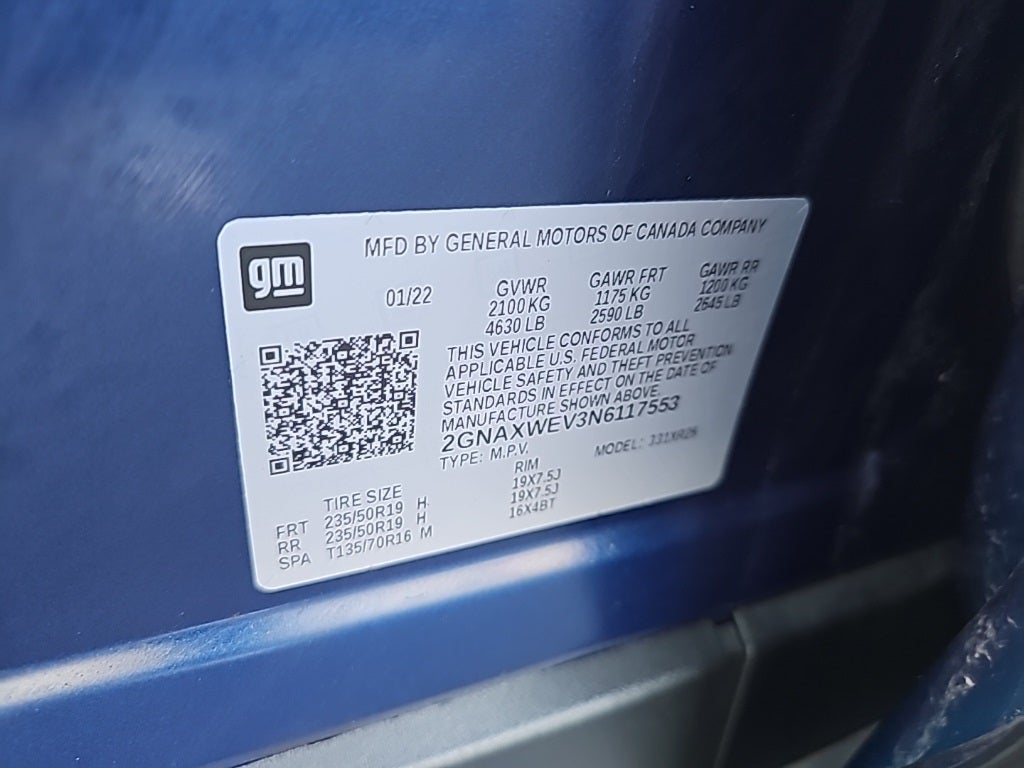 gm
MFD BY GENERAL MOTORS OF CANADA COMPANY
01/22 GVWR GAWR FRT GAWR RR
2100 KG 1175 KG 1200 KG
4630 LB 2590 LB 2645 LB
THIS VEHICLE CONFORMS TO ALL
APPLICABLE U.S. FEDERAL MOTOR
VEHICLE SAFETY AND THEFT PREVENTION
STANDARDS IN EFFECT ON THE DATE OF
MANUFACTURE SHOWN ABOVE.
2GNAXWEV3N6117553
TYPE: M.P.V. MODEL: 331XR26
TIRE SIZE RIM
FRT 235/50R19 H 19X7.5J
RR 235/50R19 H 19X7.5J
SPA T135/70R16 M 16X4BT